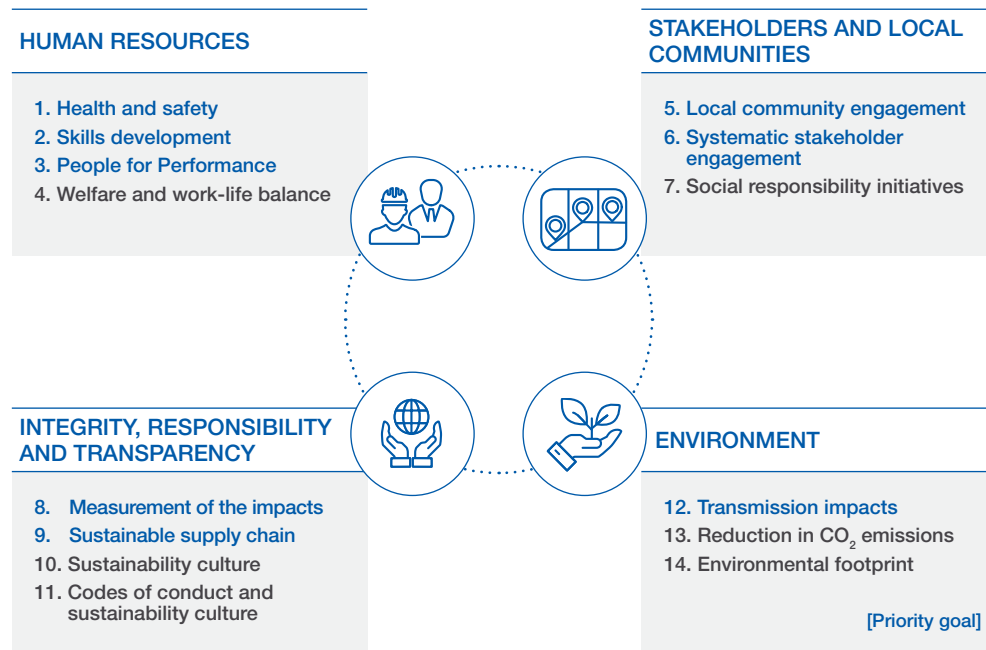 HUMAN RESOURCES
1. Health and safety
2. Skills development
3. People for Performance
4. Welfare and work-life balance
STAKEHOLDERS AND LOCAL
COMMUNITIES
5. Local community engagement
6. Systematic stakeholder
engagement
7. Social responsibility initiatives
INTEGRITY, RESPONSIBILITY
AND TRANSPARENCY
8. Measurement of the impacts
9. Sustainable supply chain
10. Sustainability culture
11. Codes of conduct and
sustainability culture
ENVIRONMENT
12. Transmission impacts
13. Reduction in CO₂ emissions
14. Environmental footprint
[Priority goal]